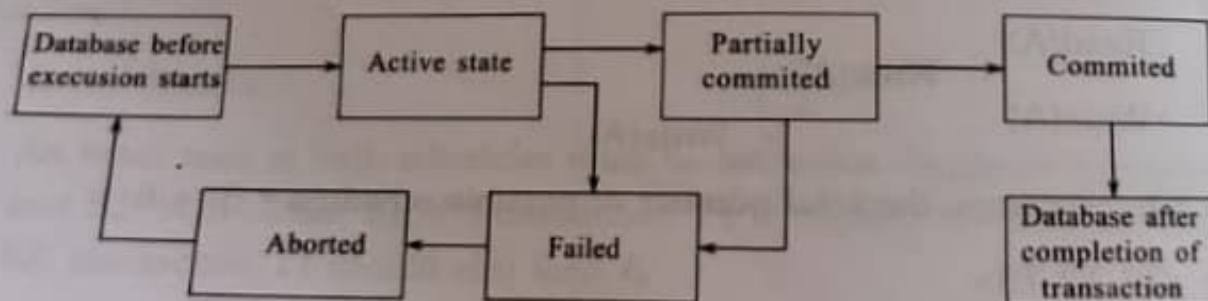 Database before
execusion starts
Active state
Partially
commited
Commited
Aborted
Failed
Database after
completion of
transaction